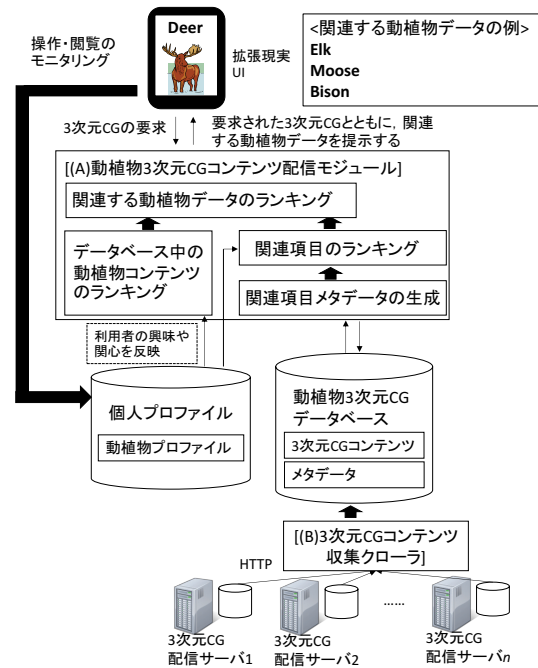 操作・閲覧の
モニタリング
Deer
拡張現実
UI
<関連する動植物データの例>
Elk
Moose
Bison
3次元CGの要求
要求された3次元CGとともに, 関連
する動植物データを提示する
[(A)動植物3次元CGコンテンツ配信モジュール]
関連する動植物データのランキング
データベース中の
動植物コンテンツ
のランキング
関連項目のランキング
関連項目メタデータの生成
利用者の興味や
関心を反映
個人プロファイル
動植物プロファイル
動植物3次元CG
データベース
3次元CGコンテンツ
メタデータ
[(B)3次元CGコンテンツ
収集クローラ]
HTTP
3次元CG
配信サーバ1
3次元CG
配信サーバ2
……
3次元CG
配信サーバn